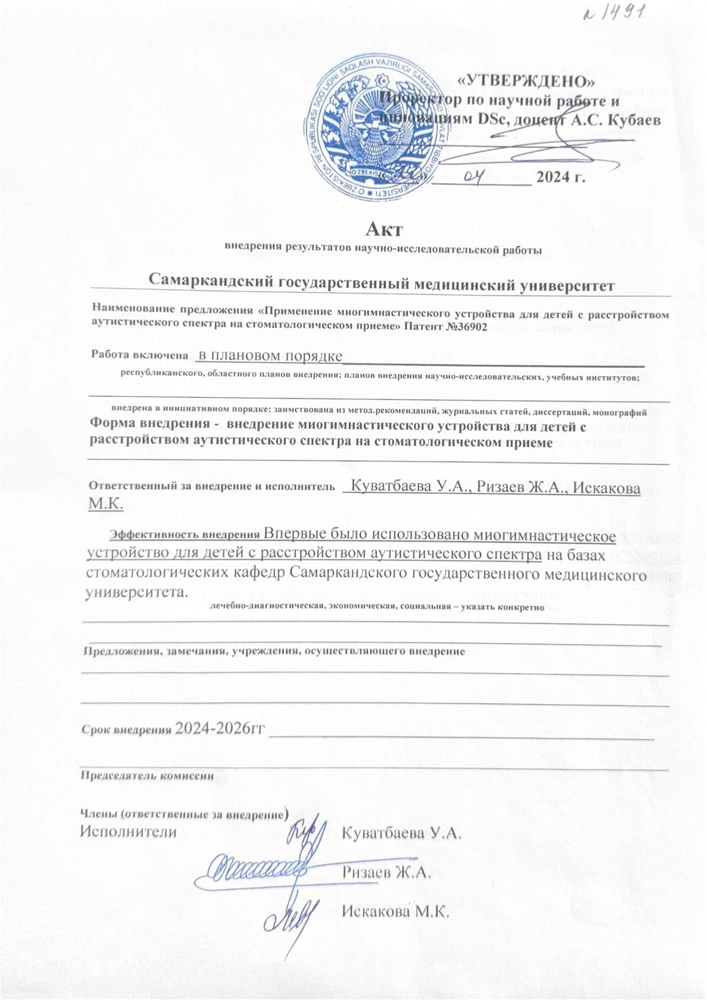 № 1491
O'ZBEKISTON RESPUBLIKASI SOG'LIQNI SAQLASH VAZIRLIGI SAMARQAND DAVLAT TIBBIYOT UNIVERSITETI
O'ZBEKISTON
«УТВЕРЖДЕНО»
Проректор по научной работе и
инновациям DSc, доцент А.С. Кубаев
« » 04 2024 г.
Акт
внедрения результатов научно-исследовательской работы
Самаркандский государственный медицинский университет
Наименование предложения «Применение миогимнастического устройства для детей с расстройством
аутистического спектра на стоматологическом приеме» Патент №36902
Работа включена в плановом порядке
республиканского, областного планов внедрения; планов внедрения научно-исследовательских, учебных институтов;
внедрена в инициативном порядке: заимствована из метод.рекомендаций, журнальных статей, диссертаций, монографий
Форма внедрения - внедрение миогимнастического устройства для детей с
расстройством аутистического спектра на стоматологическом приеме
Ответственный за внедрение и исполнитель Куватбаева У.А., Ризаев Ж.А., Искакова
М.К.
Эффективность внедрения Впервые было использовано миогимнастическое
устройство для детей с расстройством аутистического спектра на базах
стоматологических кафедр Самаркандского государственного медицинского
университета.
лечебно-диагностическая, экономическая, социальная – указать конкретно
Предложения, замечания, учреждения, осуществляющего внедрение
Срок внедрения 2024-2026гг
Председатель комиссии
Члены (ответственные за внедрение)
Исполнители Куватбаева У.А.
Ризаев Ж.А.
Искакова М.К.